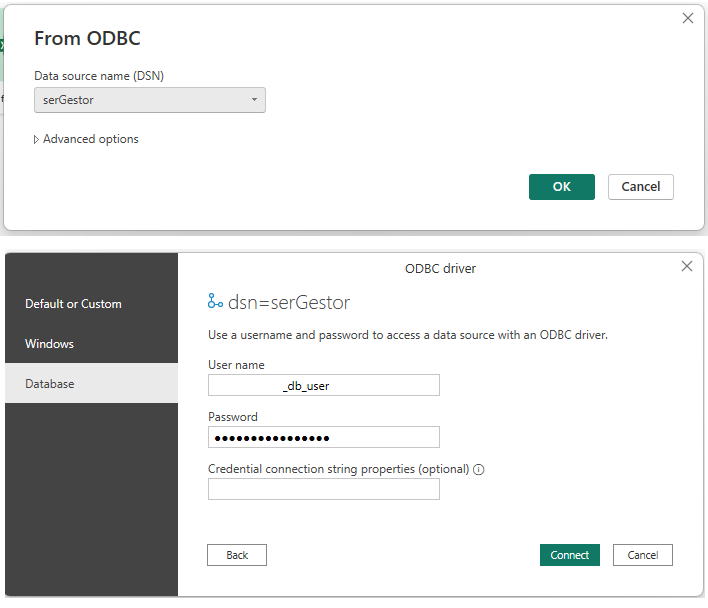 From ODBC
Data source name (DSN)
serGestor
Advanced options
OK
Cancel
ODBC driver
Default or Custom
Windows
Database
dsn=serGestor
Use a username and password to access a data source with an ODBC driver.
User name
_db_user
Password
••••••••••••••••
Credential connection string properties (optional)
Back
Connect
Cancel